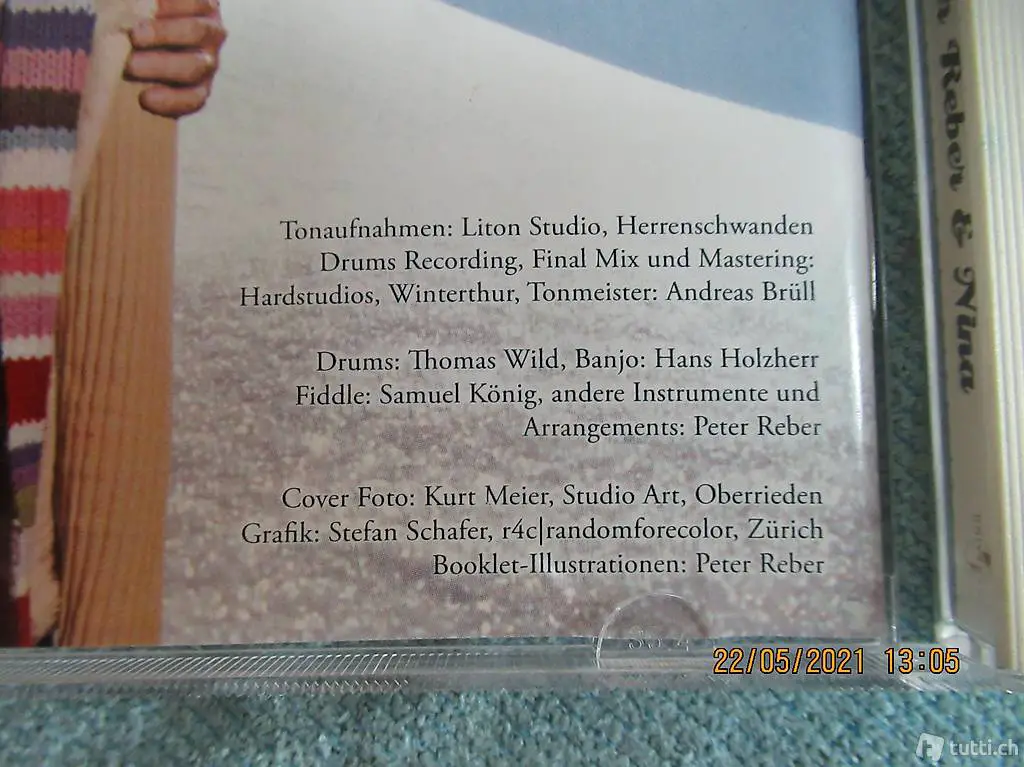 Tonaufnahmen: Liton Studio, Herrenschwanden
Drums Recording, Final Mix und Mastering:
Hardstudios, Winterthur, Tonmeister: Andreas Brüll
Drums: Thomas Wild, Banjo: Hans Holzherr
Fiddle: Samuel König, andere Instrumente und
Arrangements: Peter Reber
Cover Foto: Kurt Meier, Studio Art, Oberrieden
Grafik: Stefan Schafer, r4c|randomforecolor, Zürich
Booklet-Illustrationen: Peter Reber
Reber & Nina
22/05/2021 13:05
tutti.ch